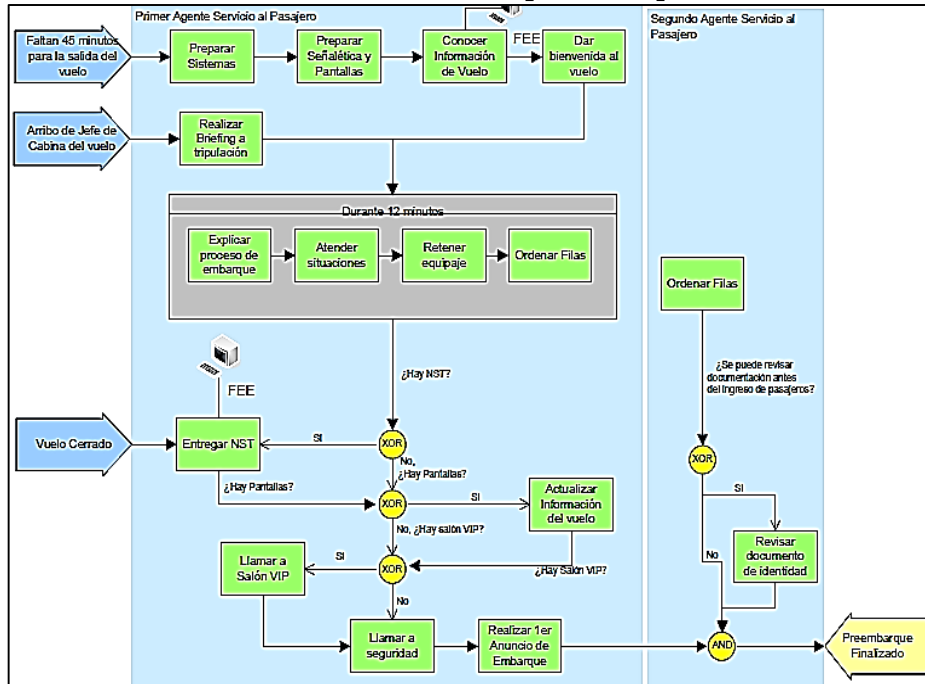 Primer Agente Servicio al Pasajero
Segundo Agente Servicio al
Pasajero
Faltan 45 minutos
para la salida del
vuelo
Preparar
Sistemas
Preparar
Señalética y
Pantallas
Conocer
Información
de Vuelo
FEE
Dar
bienvenida al
vuelo
Arribo de Jefe de
Cabina del vuelo
Realizar
Briefing a
tripulación
Durante 12 minutos
Explicar
proceso de
embarque
Atender
situaciones
Retener
equipaje
Ordenar Filas
Ordenar Filas
¿Hay NST?
¿Se puede revisar
documentación antes
del ingreso de pasajeros?
FEE
Vuelo Cerrado
Entregar NST
SI
XOR
XOR
No,
¿Hay Pantallas?
¿Hay Pantallas?
XOR
SI
Actualizar
Información
del vuelo
SI
No, ¿Hay salón VIP?
Llamar a
Salón VIP
SI
XOR
¿Hay Salón VIP?
No
Revisar
documento
de identidad
No
Llamar a
seguridad
Realizar 1er
Anuncio de
Embarque
AND
Preembarque
Finalizado